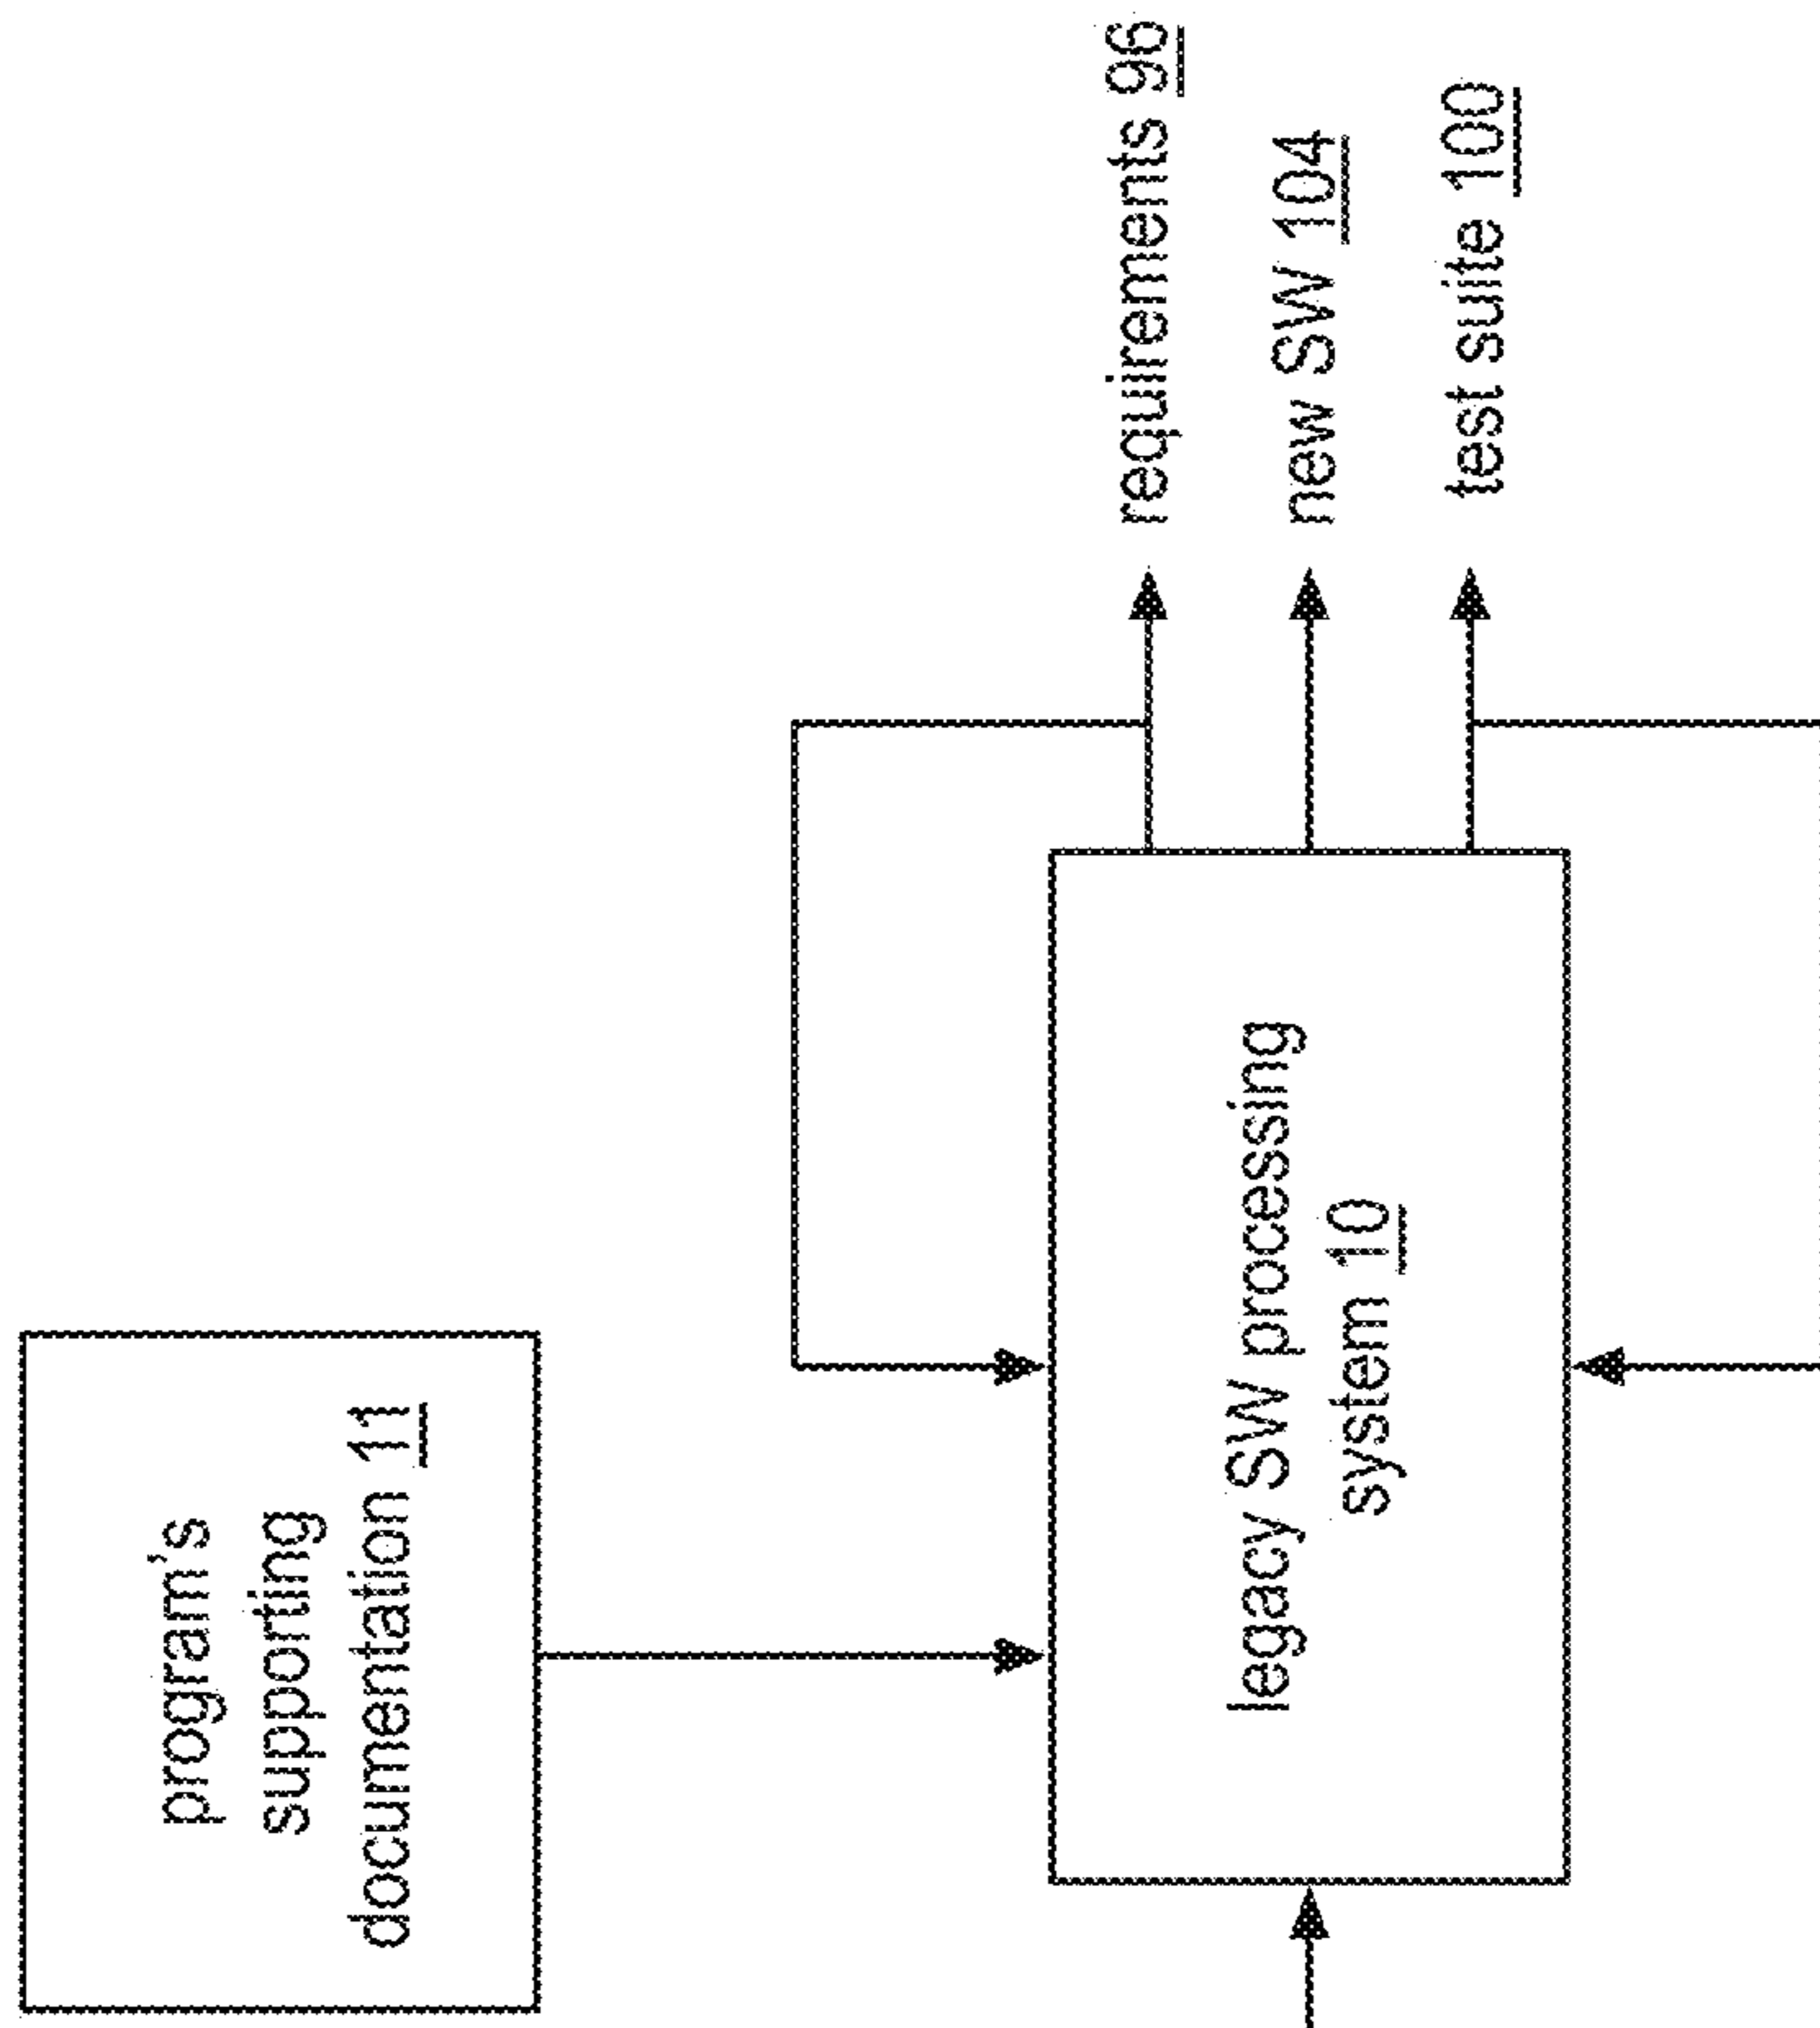 program's
supporting
documentation 11
legacy SW processing
system 10
requirements 96
new SW 104
test suite 100